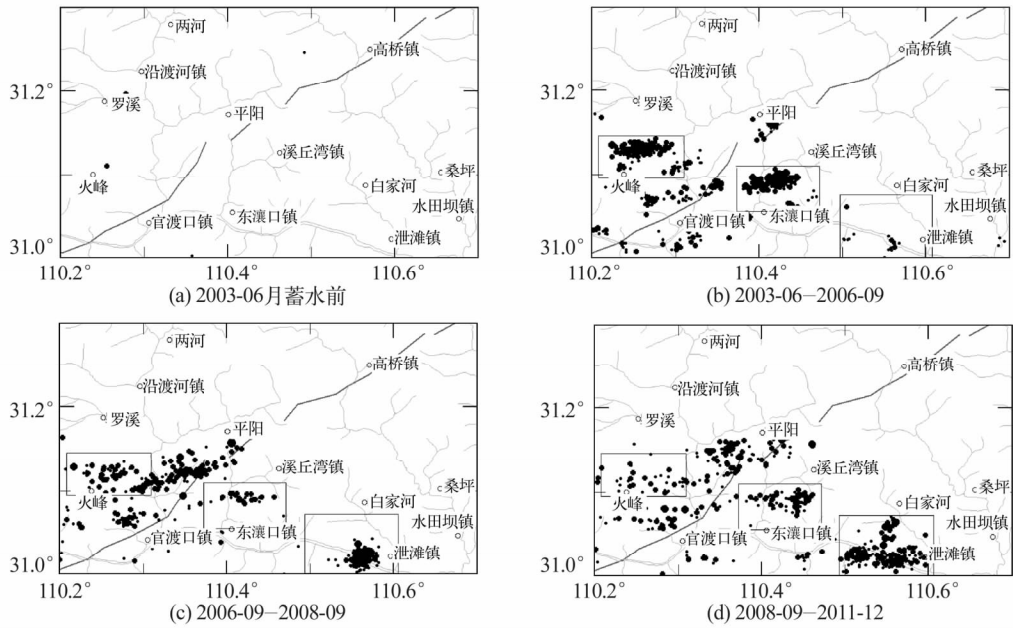 两河
高桥镇
沿渡河镇
31.2°
罗溪
平阳
溪丘湾镇
桑坪
火峰
白家河
水田坝镇
官渡口镇
东瀼口镇
泄滩镇
31.0°
110.2°
110.4°
110.6°
(a) 2003-06月蓄水前
两河
高桥镇
沿渡河镇
31.2°
罗溪
平阳
溪丘湾镇
桑坪
火峰
白家河
水田坝镇
官渡口镇
东瀼口镇
泄滩镇
31.0°
110.2°
110.4°
110.6°
(b) 2003-06—2006-09
两河
高桥镇
沿渡河镇
31.2°
罗溪
平阳
溪丘湾镇
桑坪
火峰
白家河
水田坝镇
官渡口镇
东瀼口镇
泄滩镇
31.0°
110.2°
110.4°
110.6°
(c) 2006-09—2008-09
两河
高桥镇
沿渡河镇
31.2°
罗溪
平阳
溪丘湾镇
桑坪
火峰
白家河
水田坝镇
官渡口镇
东瀼口镇
泄滩镇
31.0°
110.2°
110.4°
110.6°
(d) 2008-09—2011-12